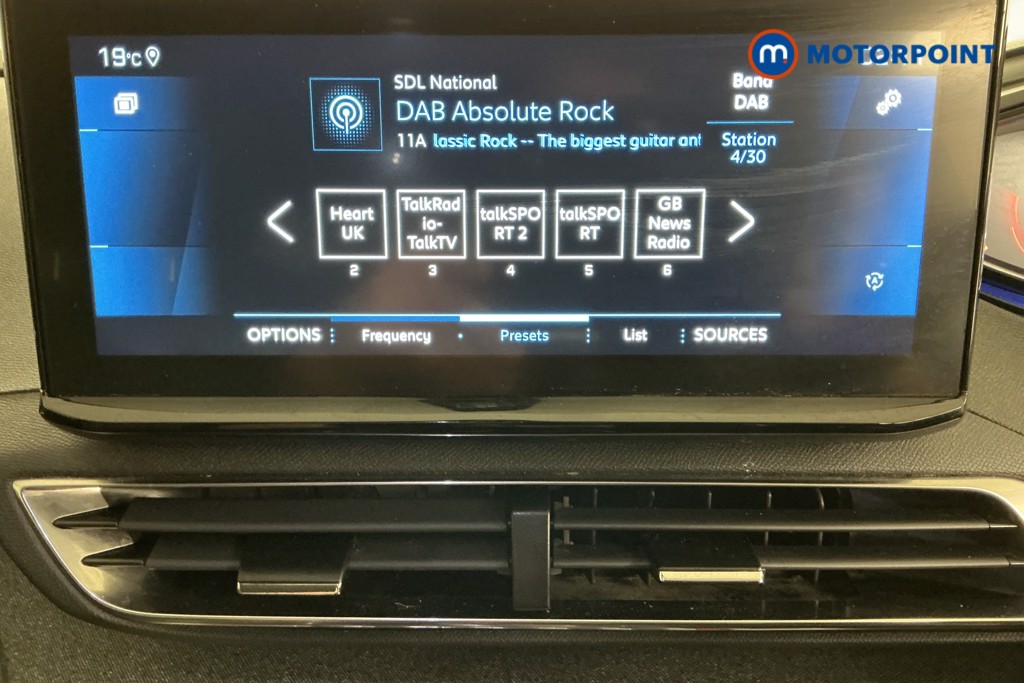 19°C
m MOTORPOINT
SDL National
DAB Absolute Rock
11A lassic Rock -- The biggest guitar ant
Band
DAB
Station
4/30
Heart
UK
2
TalkRad
io-
TalkTV
3
talkSPO
RT 2
4
talkSPO
RT
5
GB
News
Radio
6
A
OPTIONS Frequency Presets List SOURCES